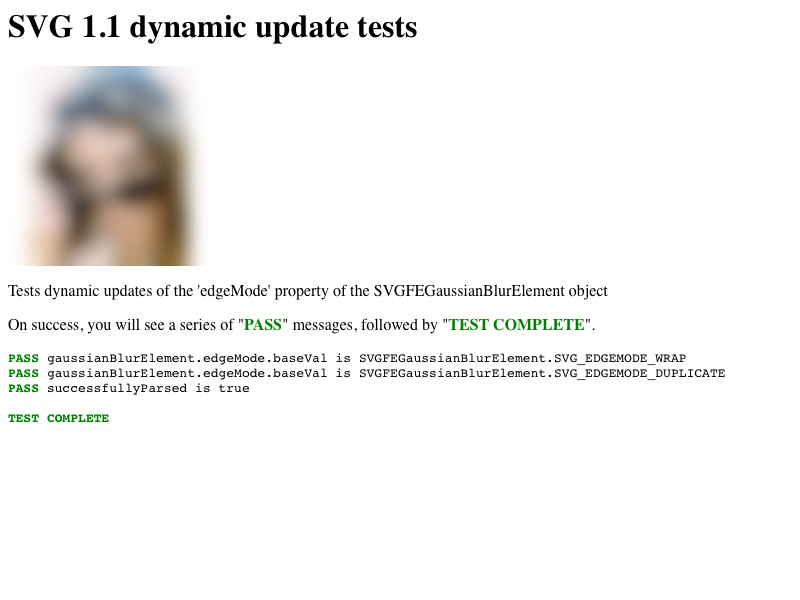 SVG 1.1 dynamic update tests
Tests dynamic updates of the 'edgeMode' property of the SVGFEGaussianBlurElement object
On success, you will see a series of "PASS" messages, followed by "TEST COMPLETE".
PASS gaussianBlurElement.edgeMode.baseVal is SVGFEGaussianBlurElement.SVG_EDGEMODE_WRAP
PASS gaussianBlurElement.edgeMode.baseVal is SVGFEGaussianBlurElement.SVG_EDGEMODE_DUPLICATE
PASS successfullyParsed is true
TEST COMPLETE